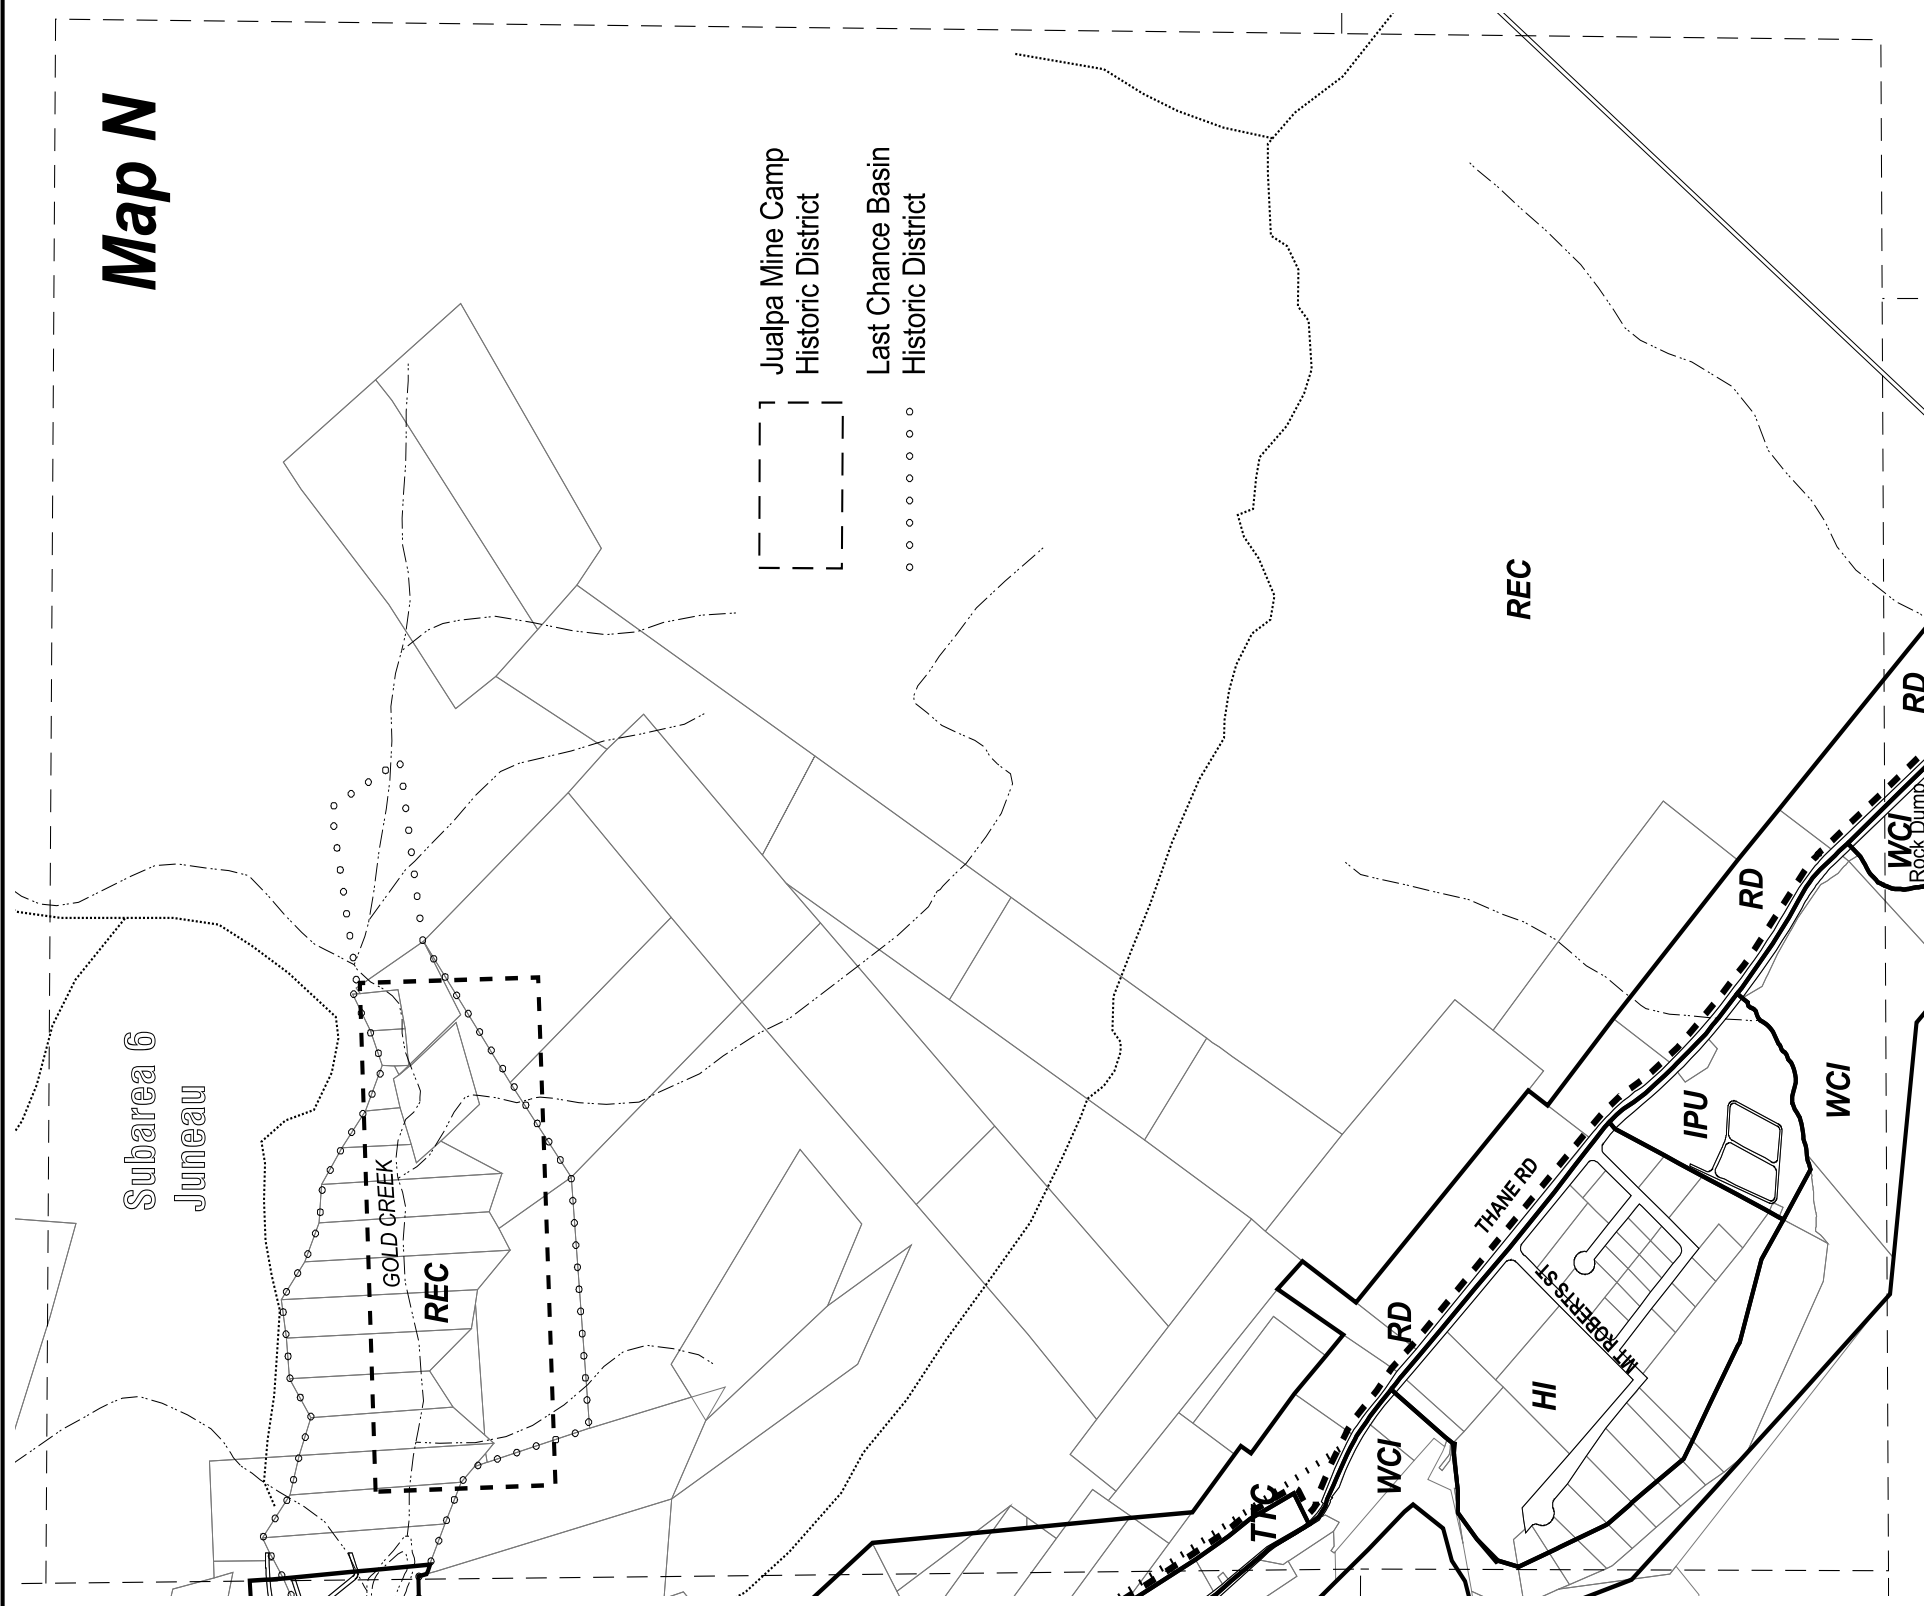 Map N
Subarea 6
Juneau
Jualpa Mine Camp
Historic District
Last Chance Basin
Historic District
GOLD CREEK
REC
REC
RD
RD
RD
WCI
Rock Dump
WCI
IPU
THANE RD
MT ROBERTS ST
HI
WCI
TTC